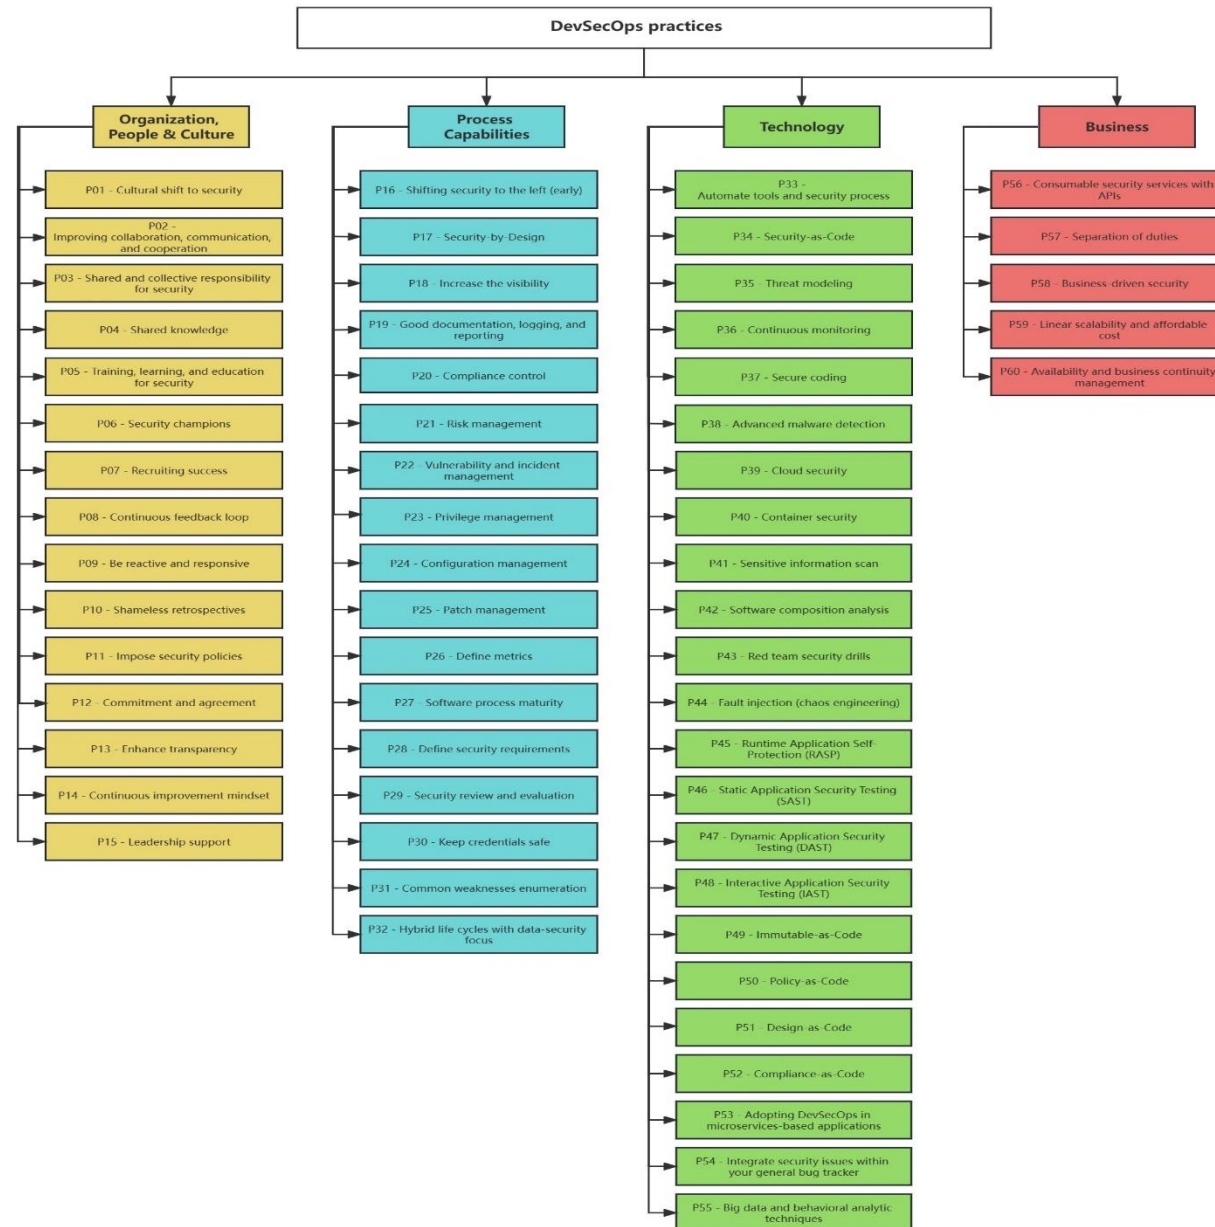 DevSecOps practices
Organization,
People & Culture
P01 - Cultural shift to security
P02 -
Improving collaboration, communication,
and cooperation
P03 - Shared and collective responsibility
for security
P04 - Shared knowledge
P05 - Training, learning, and education
for security
P06 - Security champions
P07 - Recruiting success
P08 - Continuous feedback loop
P09 - Be reactive and responsive
P10 - Shameless retrospectives
P11 - Impose security policies
P12 - Commitment and agreement
P13 - Enhance transparency
P14 - Continuous improvement mindset
P15 - Leadership support
Process
Capabilities
P16 - Shifting security to the left (early)
P17 - Security-by-Design
P18 - Increase the visibility
P19 - Good documentation, logging, and
reporting
P20 - Compliance control
P21 - Risk management
P22 - Vulnerability and incident
management
P23 - Privilege management
P24 - Configuration management
P25 - Patch management
P26 - Define metrics
P27 - Software process maturity
P28 - Define security requirements
P29 - Security review and evaluation
P30 - Keep credentials safe
P31 - Common weaknesses enumeration
P32 - Hybrid life cycles with data-security
focus
Technology
P33 -
Automate tools and security process
P34 - Security-as-Code
P35 - Threat modeling
P36 - Continuous monitoring
P37 - Secure coding
P38 - Advanced malware detection
P39 - Cloud security
P40 - Container security
P41 - Sensitive information scan
P42 - Software composition analysis
P43 - Red team security drills
P44 - Fault injection (chaos engineering)
P45 - Runtime Application Self-
Protection (RASP)
P46 - Static Application Security Testing
(SAST)
P47 - Dynamic Application Security
Testing (DAST)
P48 - Interactive Application Security
Testing (IAST)
P49 - Immutable-as-Code
P50 - Policy-as-Code
P51 - Design-as-Code
P52 - Compliance-as-Code
P53 - Adopting DevSecOps in
microservices-based applications
P54 - Integrate security issues within
your general bug tracker
P55 - Big data and behavioral analytic
techniques
Business
P56 - Consumable security services with
APIs
P57 - Separation of duties
P58 - Business-driven security
P59 - Linear scalability and affordable
cost
P60 - Availability and business continuity
management